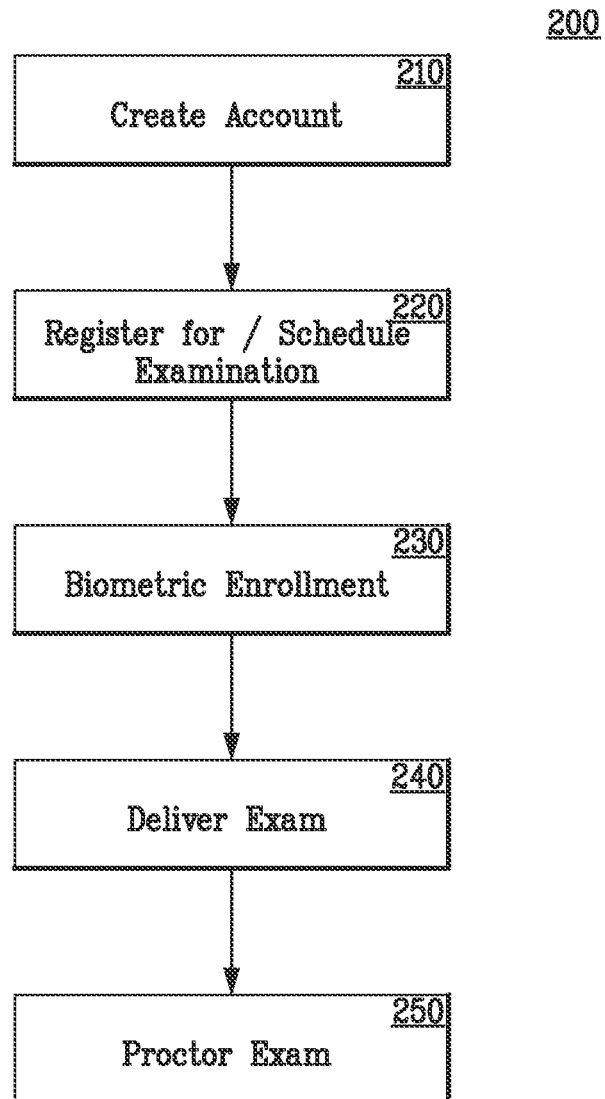 200
210
Create Account
220
Register for / Schedule
Examination
230
Biometric Enrollment
240
Deliver Exam
250
Proctor Exam